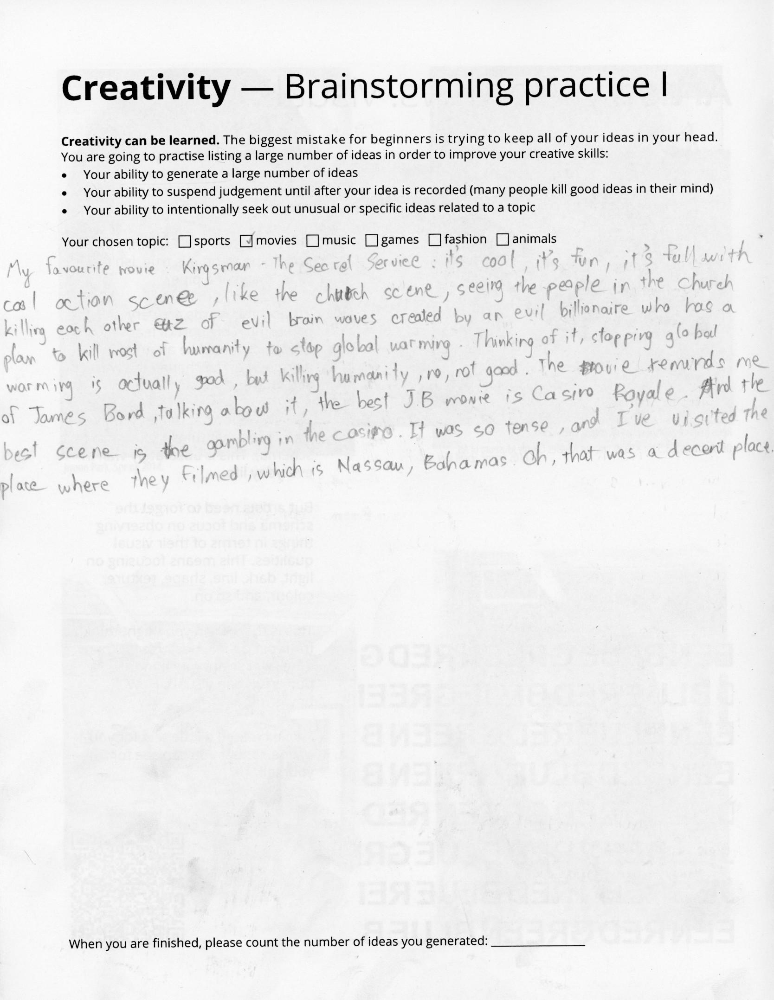 Creativity — Brainstorming practice I
Creativity can be learned. The biggest mistake for beginners is trying to keep all of your ideas in your head.
You are going to practise listing a large number of ideas in order to improve your creative skills:
• Your ability to generate a large number of ideas
• Your ability to suspend judgement until after your idea is recorded (many people kill good ideas in their mind)
• Your ability to intentionally seek out unusual or specific ideas related to a topic
Your chosen topic: ☐ sports ☑ movies ☐ music ☐ games ☐ fashion ☐ animals
My favourite movie : Kingsman - The Secret Service : it's cool, it's fun, it's full with
cool action scene, like the church scene, seeing the people in the church
killing each other cuz of evil brain waves created by an evil billionaire who has a
plan to kill most of humanity to stop global warming. Thinking of it, stopping global
warming is actually good, but killing humanity, no, not good. The movie reminds me
of James Bond, talking abouw it, the best J.B movie is Casino Royale. And the
best scene is the gambling in the casino. It was so tense, and I've visited the
place where they filmed, which is Nassau, Bahamas. Oh, that was a decent place.
When you are finished, please count the number of ideas you generated: